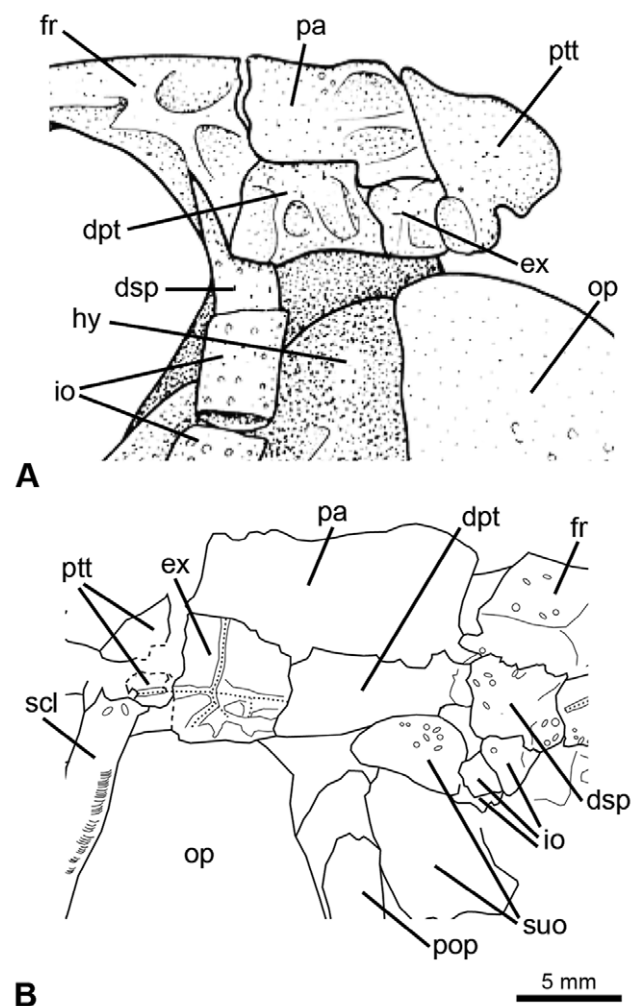 fr
pa
ptt
dpt
ex
dsp
op
hy
io
A
pa
dpt
fr
ptt
ex
scl
dsp
io
op
suo
pop
5 mm
B